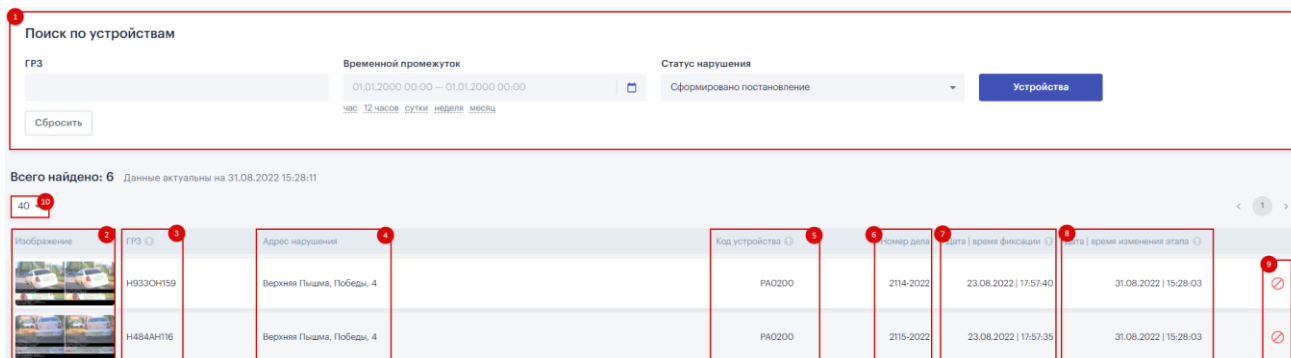 1
Поиск по устройствам
ГРЗ Временной промежуток Статус нарушения
01.01.2000 00:00 — 01.01.2000 00:00 Сформировано постановление Устройства
час 12 часов сутки неделя месяц
Сбросить
Всего найдено: 6 Данные актуальны на 31.08.2022 15:28:11
40 10 1
Изображение 2 ГРЗ 3 Адрес нарушения 4 Код устройства 5 6 Номер дела 7 Дата | время фиксации 8 Дата | время изменения этапа
9
H933OH159 Верхняя Пышма, Победы, 4 PA0200 2114-2022 23.08.2022 | 17:57:40 31.08.2022 | 15:28:03
H484AH116 Верхняя Пышма, Победы, 4 PA0200 2115-2022 23.08.2022 | 17:57:35 31.08.2022 | 15:28:03